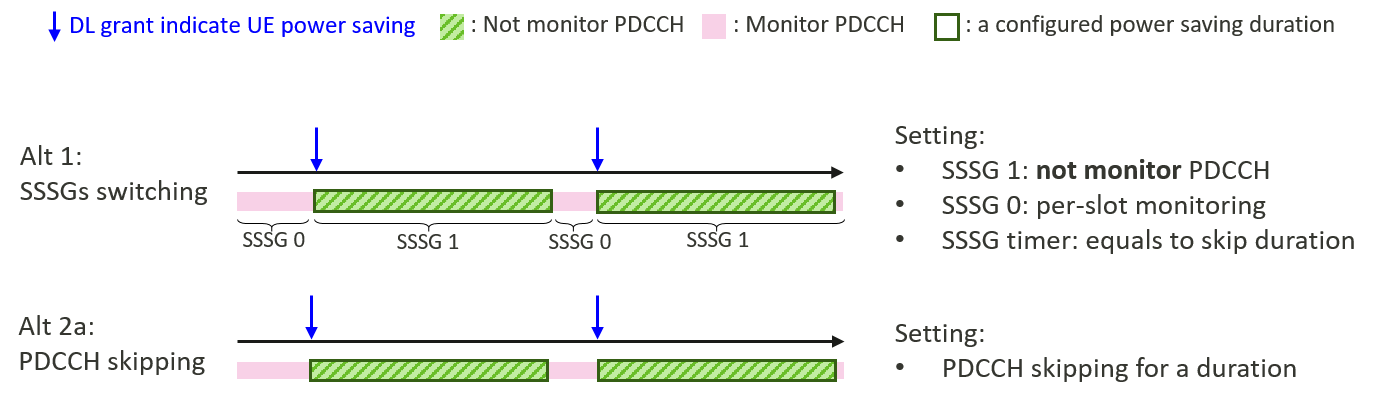 DL grant indicate UE power saving : Not monitor PDCCH : Monitor PDCCH : a configured power saving duration
Alt 1:
SSSGs switching
SSSG 0 SSSG 1 SSSG 0 SSSG 1
Setting:
• SSSG 1: not monitor PDCCH
• SSSG 0: per-slot monitoring
• SSSG timer: equals to skip duration
Alt 2a:
PDCCH skipping
Setting:
• PDCCH skipping for a duration